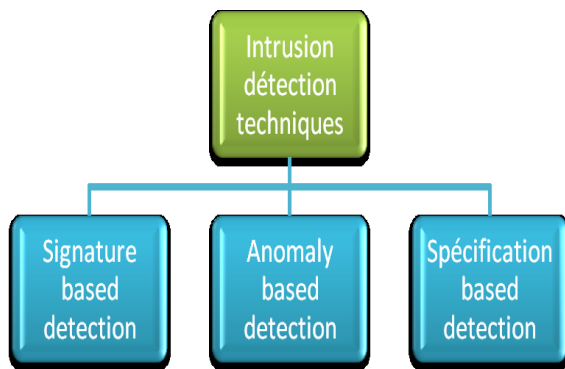 Intrusion
détection
techniques
Signature
based
detection
Anomaly
based
detection
Spécification
based
detection